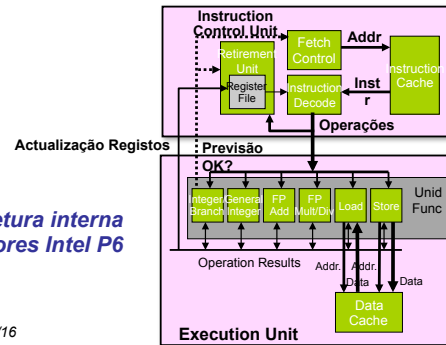 Instruction
Control Unit
Retirement
Unit
Register
File
Fetch
Control
Addr
Instruction
Cache
Inst
r
Instruction
Decode
Operações
Actualização Registos
Previsão
OK?
Integer/
Branch
General
Integer
FP
Add
FP
Mult/Div
Load
Store
Unid
Func
etura interna
ores Intel P6
Operation Results
Addr.
Addr.
Data
Data
Data
Cache
Execution Unit
/16